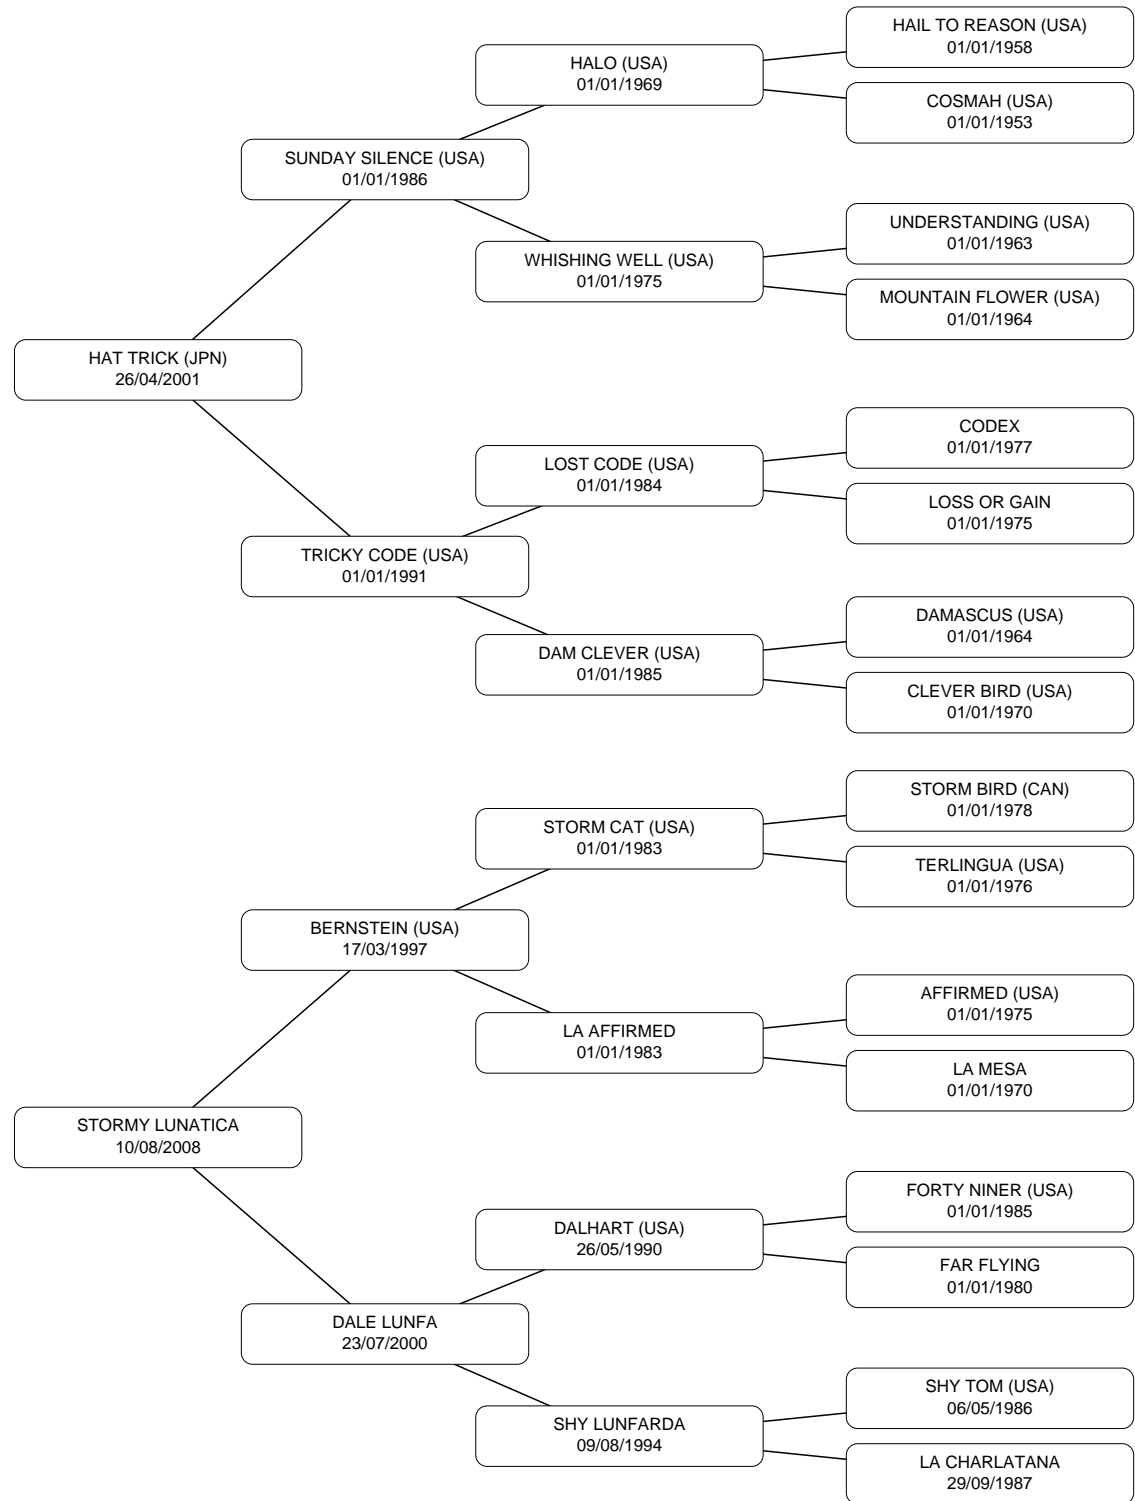 HAIL TO REASON (USA)
01/01/1958
HALO (USA)
01/01/1969
COSMAH (USA)
01/01/1953
SUNDAY SILENCE (USA)
01/01/1986
UNDERSTANDING (USA)
01/01/1963
WHISHING WELL (USA)
01/01/1975
MOUNTAIN FLOWER (USA)
01/01/1964
HAT TRICK (JPN)
26/04/2001
CODEX
01/01/1977
LOST CODE (USA)
01/01/1984
LOSS OR GAIN
01/01/1975
TRICKY CODE (USA)
01/01/1991
DAMASCUS (USA)
01/01/1964
DAM CLEVER (USA)
01/01/1985
CLEVER BIRD (USA)
01/01/1970
STORM BIRD (CAN)
01/01/1978
STORM CAT (USA)
01/01/1983
TERLINGUA (USA)
01/01/1976
BERNSTEIN (USA)
17/03/1997
AFFIRMED (USA)
01/01/1975
LA AFFIRMED
01/01/1983
LA MESA
01/01/1970
STORMY LUNATICA
10/08/2008
FORTY NINER (USA)
01/01/1985
DALHART (USA)
26/05/1990
FAR FLYING
01/01/1980
DALE LUNFA
23/07/2000
SHY TOM (USA)
06/05/1986
SHY LUNFARDA
09/08/1994
LA CHARLATANA
29/09/1987